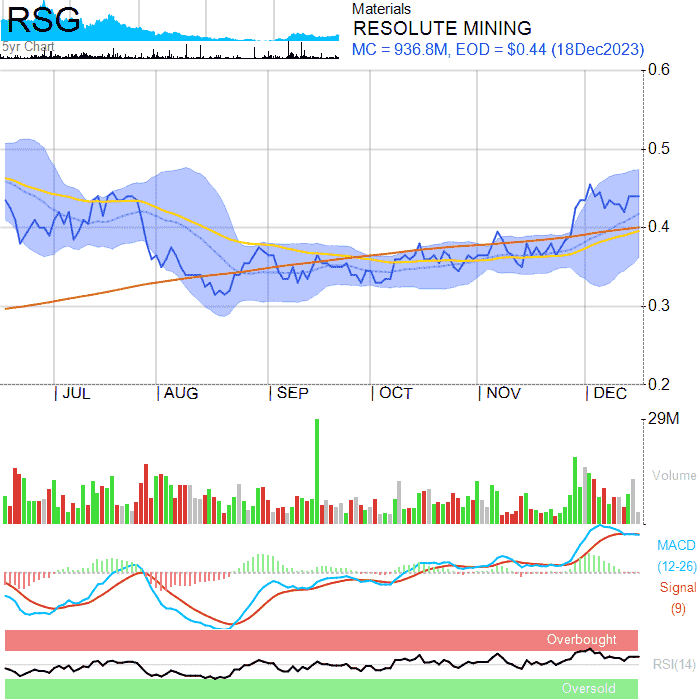 RSG
5yr Chart
Materials
RESOLUTE MINING
MC = 936.8M, EOD = $0.44 (18Dec2023)
0.6
0.5
0.4
0.3
0.2
JUL AUG SEP OCT NOV DEC
29M
Volume
MACD
(12-26)
Signal
(9)
Overbought
RSI(14)
Oversold